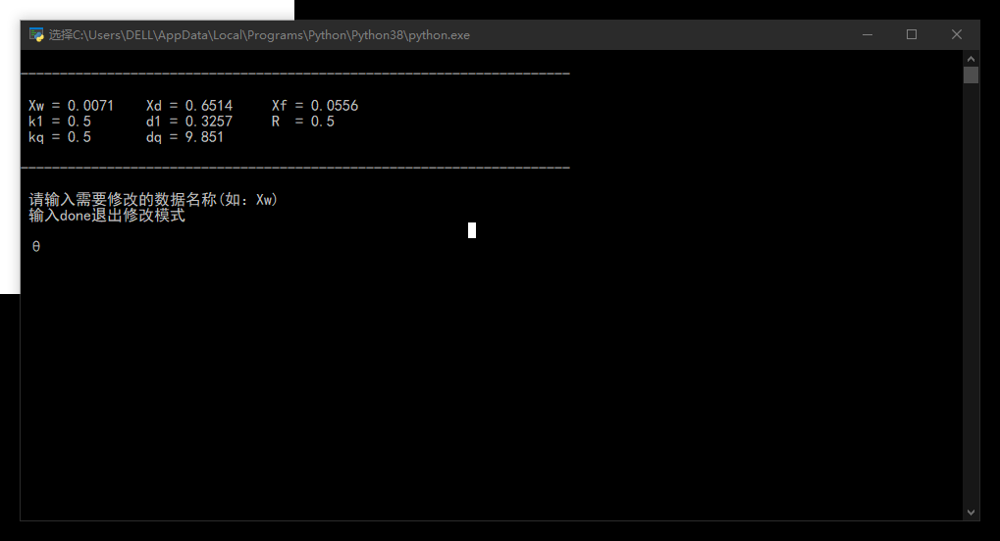 选择C:\Users\DELL\AppData\Local\Programs\Python\Python38\python.exe
----------------------------------------------------------------------
Xw = 0.0071    Xd = 0.6514     Xf = 0.0556
k1 = 0.5       d1 = 0.3257     R  = 0.5
kq = 0.5       dq = 9.851
----------------------------------------------------------------------
请输入需要修改的数据名称(如：Xw)
输入done退出修改模式
θ